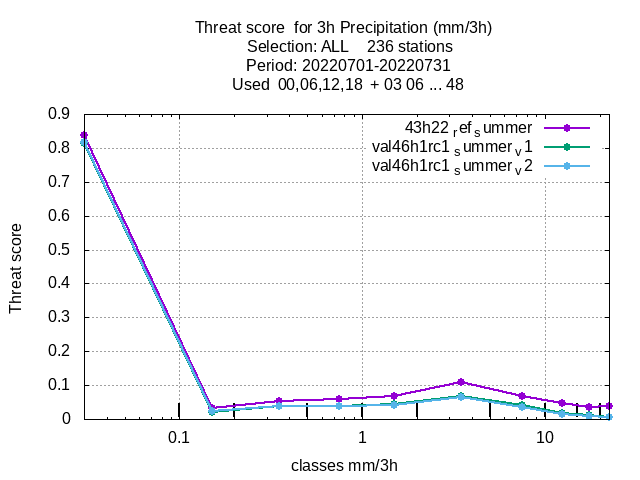 Threat score for 3h Precipitation (mm/3h)
Selection: ALL 236 stations
Period: 20220701-20220731
Used 00,06,12,18 + 03 06 ... 48
43h22 ref summer
val46h1rc1 summer v1
val46h1rc1 summer v2
0.9
0.8
0.7
0.6
0.5
0.4
0.3
0.2
0.1
0
Threat score
0.1 1 10
classes mm/3h